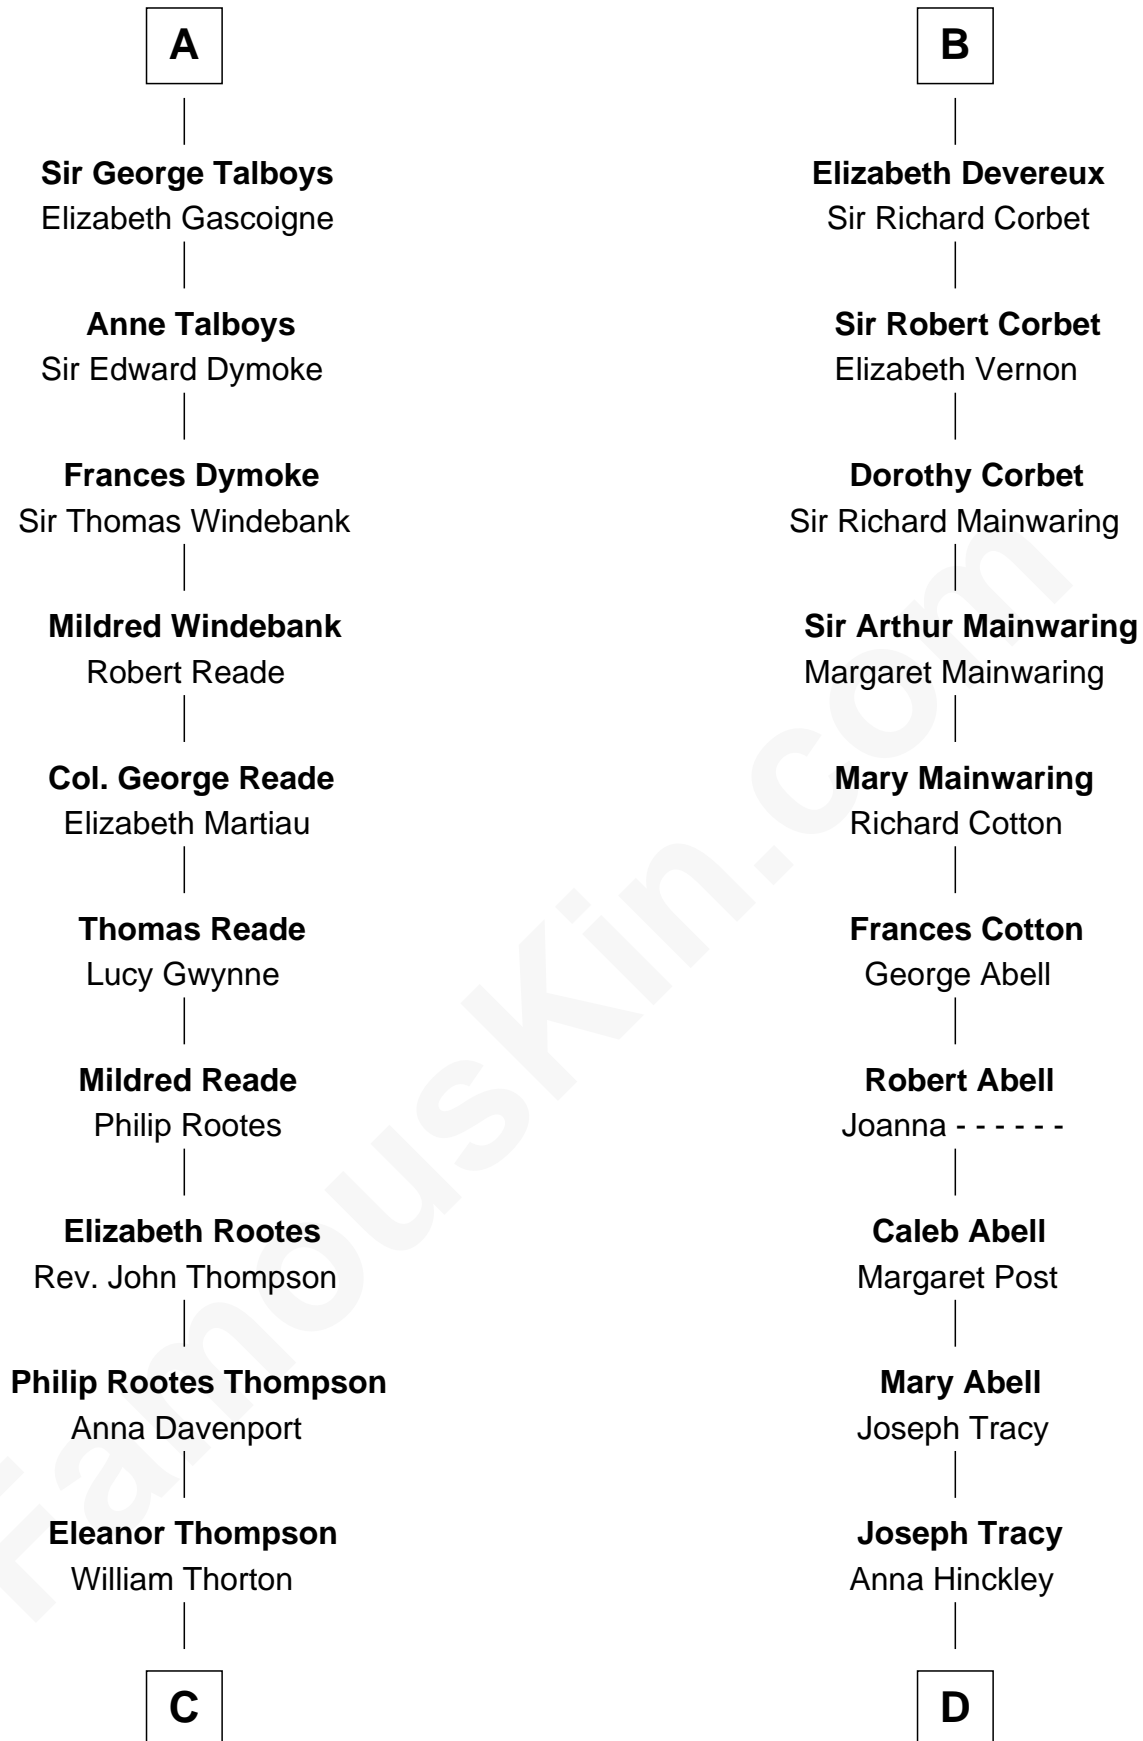 A
Sir George Talboys
Elizabeth Gascoigne
Anne Talboys
Sir Edward Dymoke
Frances Dymoke
Sir Thomas Windebank
Mildred Windebank
Robert Reade
Col. George Reade
Elizabeth Martiau
Thomas Reade
Lucy Gwynne
Mildred Reade
Philip Rootes
Elizabeth Rootes
Rev. John Thompson
Philip Rootes Thompson
Anna Davenport
Eleanor Thompson
William Thorton
C
B
Elizabeth Devereux
Sir Richard Corbet
Sir Robert Corbet
Elizabeth Vernon
Dorothy Corbet
Sir Richard Mainwaring
Sir Arthur Mainwaring
Margaret Mainwaring
Mary Mainwaring
Richard Cotton
Frances Cotton
George Abell
Robert Abell
Joanna - - - - - -
Caleb Abell
Margaret Post
Mary Abell
Joseph Tracy
Joseph Tracy
Anna Hinckley
D
FamousKin.com